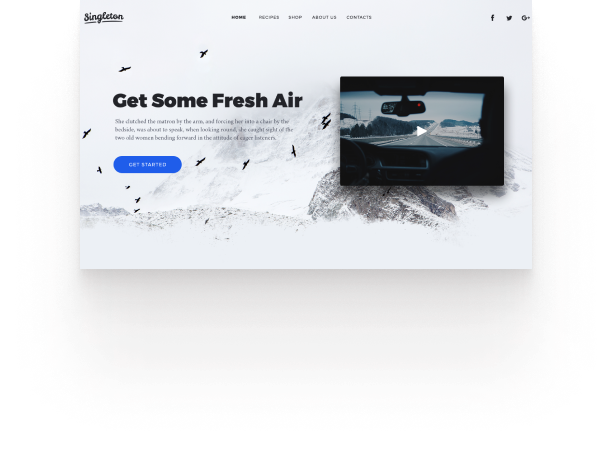 Singleton
HOME RECIPES SHOP ABOUT US CONTACTS
Get Some Fresh Air
She clutched the matron by the arm, and forcing her into a chair by the
bedside, was about to speak, when looking round, she caught sight of the
two old women bending forward in the attitude of eager listeners.
GET STARTED